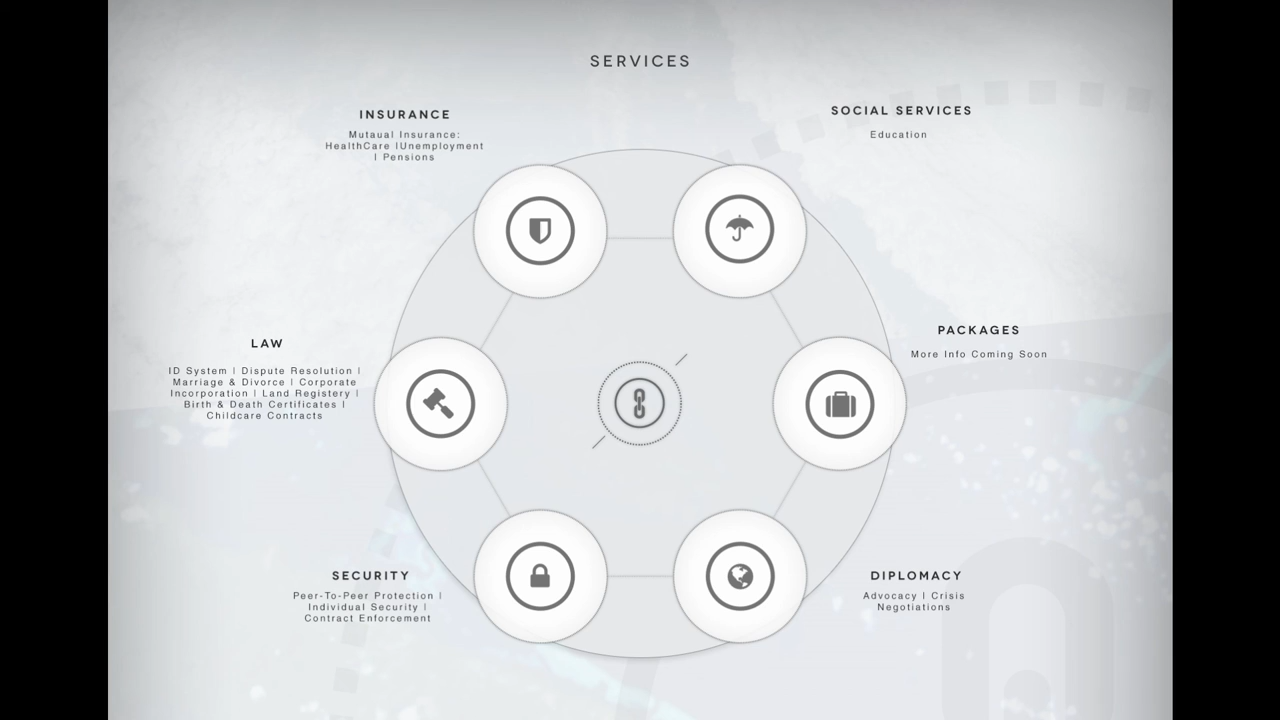 SERVICES
INSURANCE
Mutaual Insurance:
HealthCare |Unemployment
| Pensions
SOCIAL SERVICES
Education
LAW
ID System | Dispute Resolution |
Marriage & Divorce | Corporate
Incorporation | Land Registery |
Birth & Death Certificates |
Childcare Contracts
PACKAGES
More Info Coming Soon
SECURITY
Peer-To-Peer Protection |
Individual Security |
Contract Enforcement
DIPLOMACY
Advocacy | Crisis
Negotiations